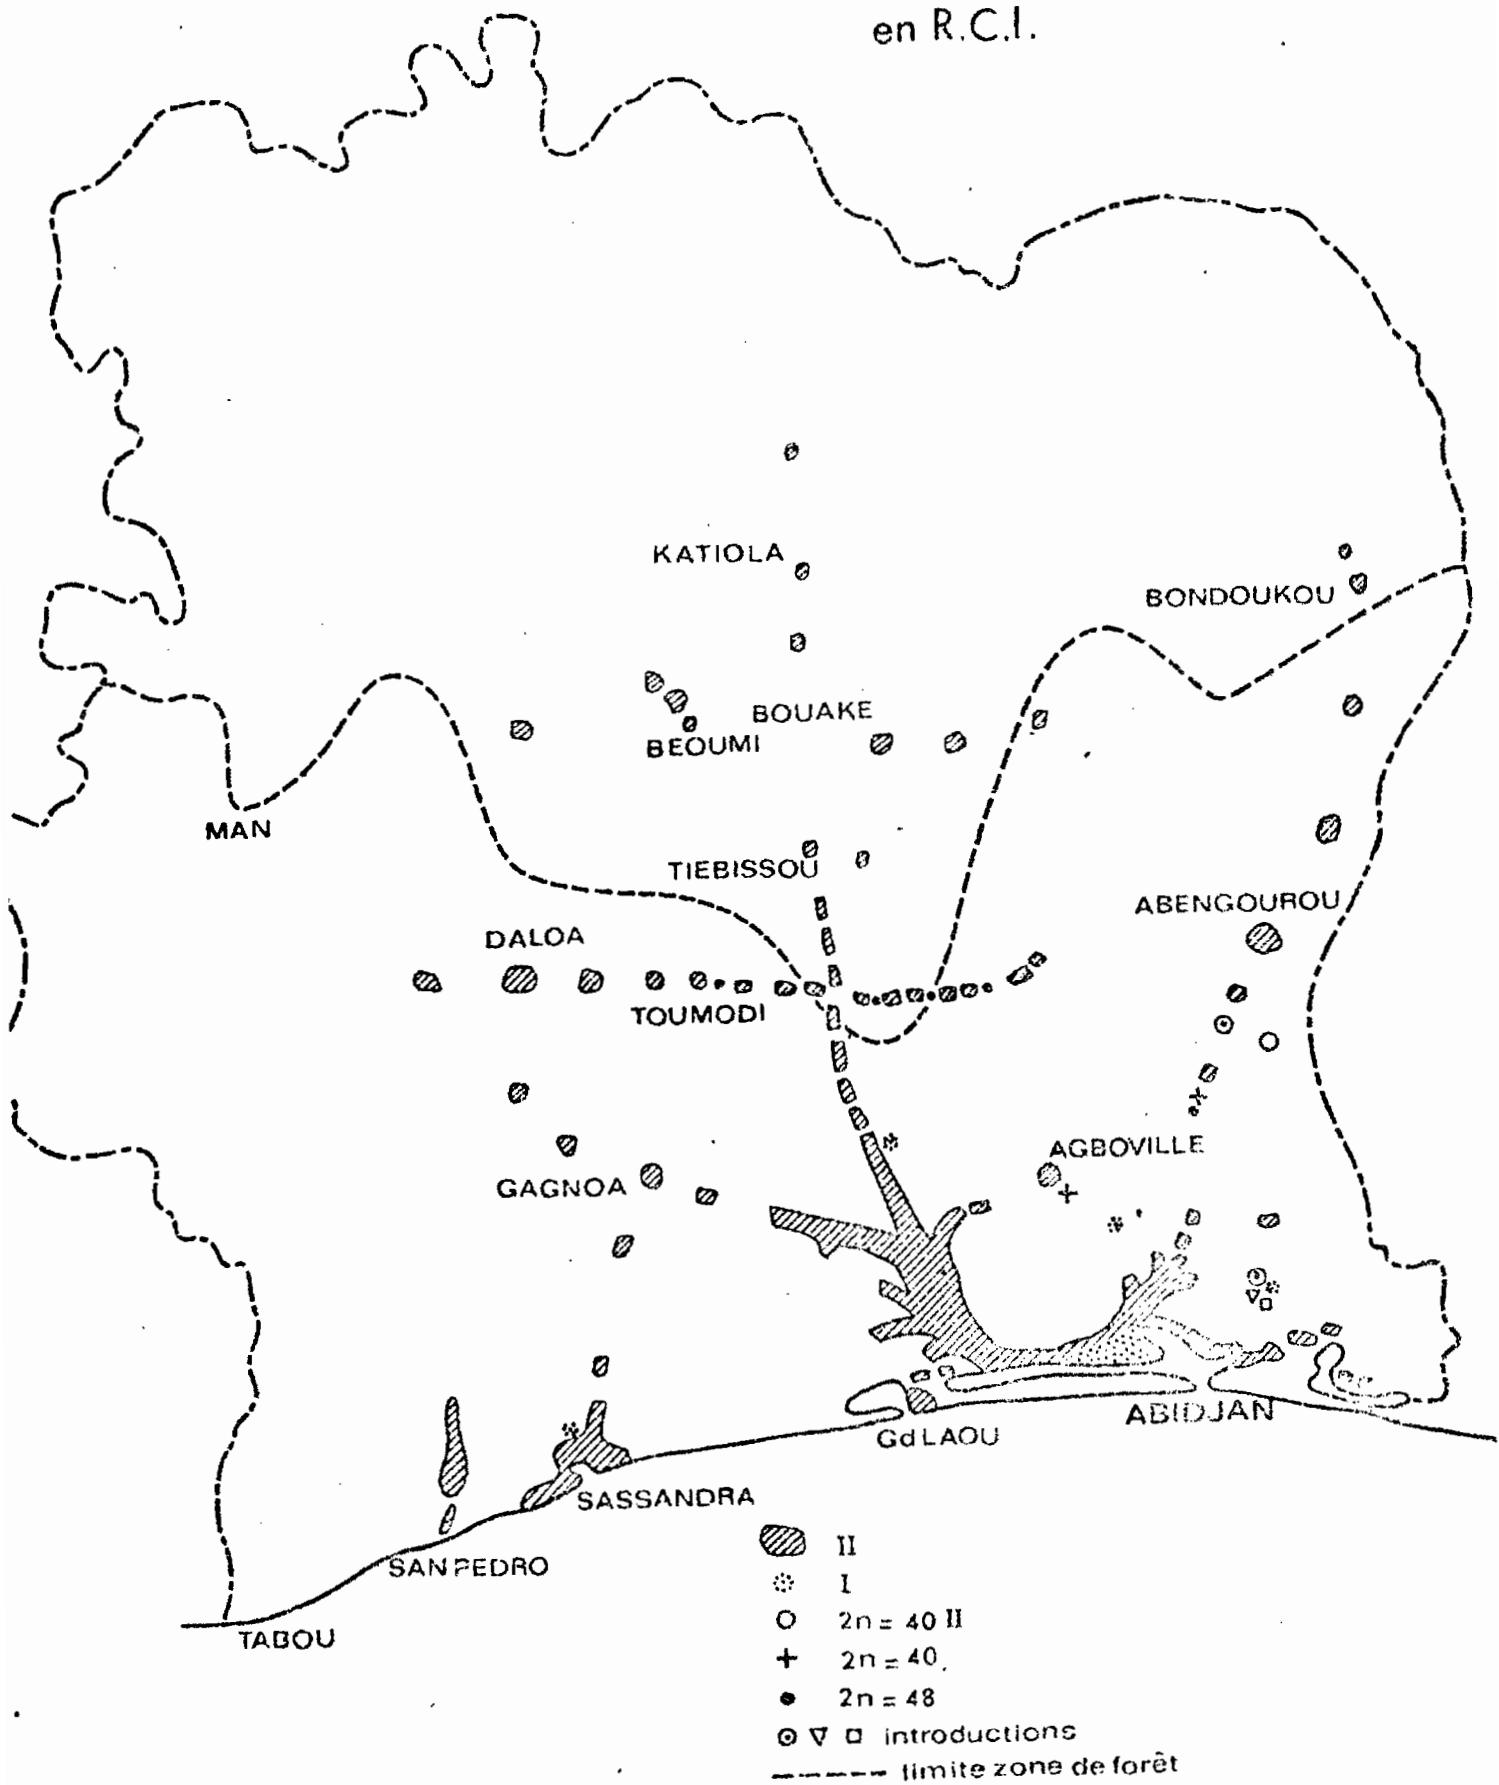 en R.C.I.
KATIOLA
BONDOUKOU
BOUAKE
BEOUMI
MAN
TIEBISSOU
ABENGOUROU
DALOA
TOUMODI
AGBOVILLE
GAGNOA
ABIDJAN
Gd LAOU
SASSANDRA
SAN PEDRO
TABOU
II
I
2n = 40 II
2n = 40
2n = 48
introductions
limite zone de forêt